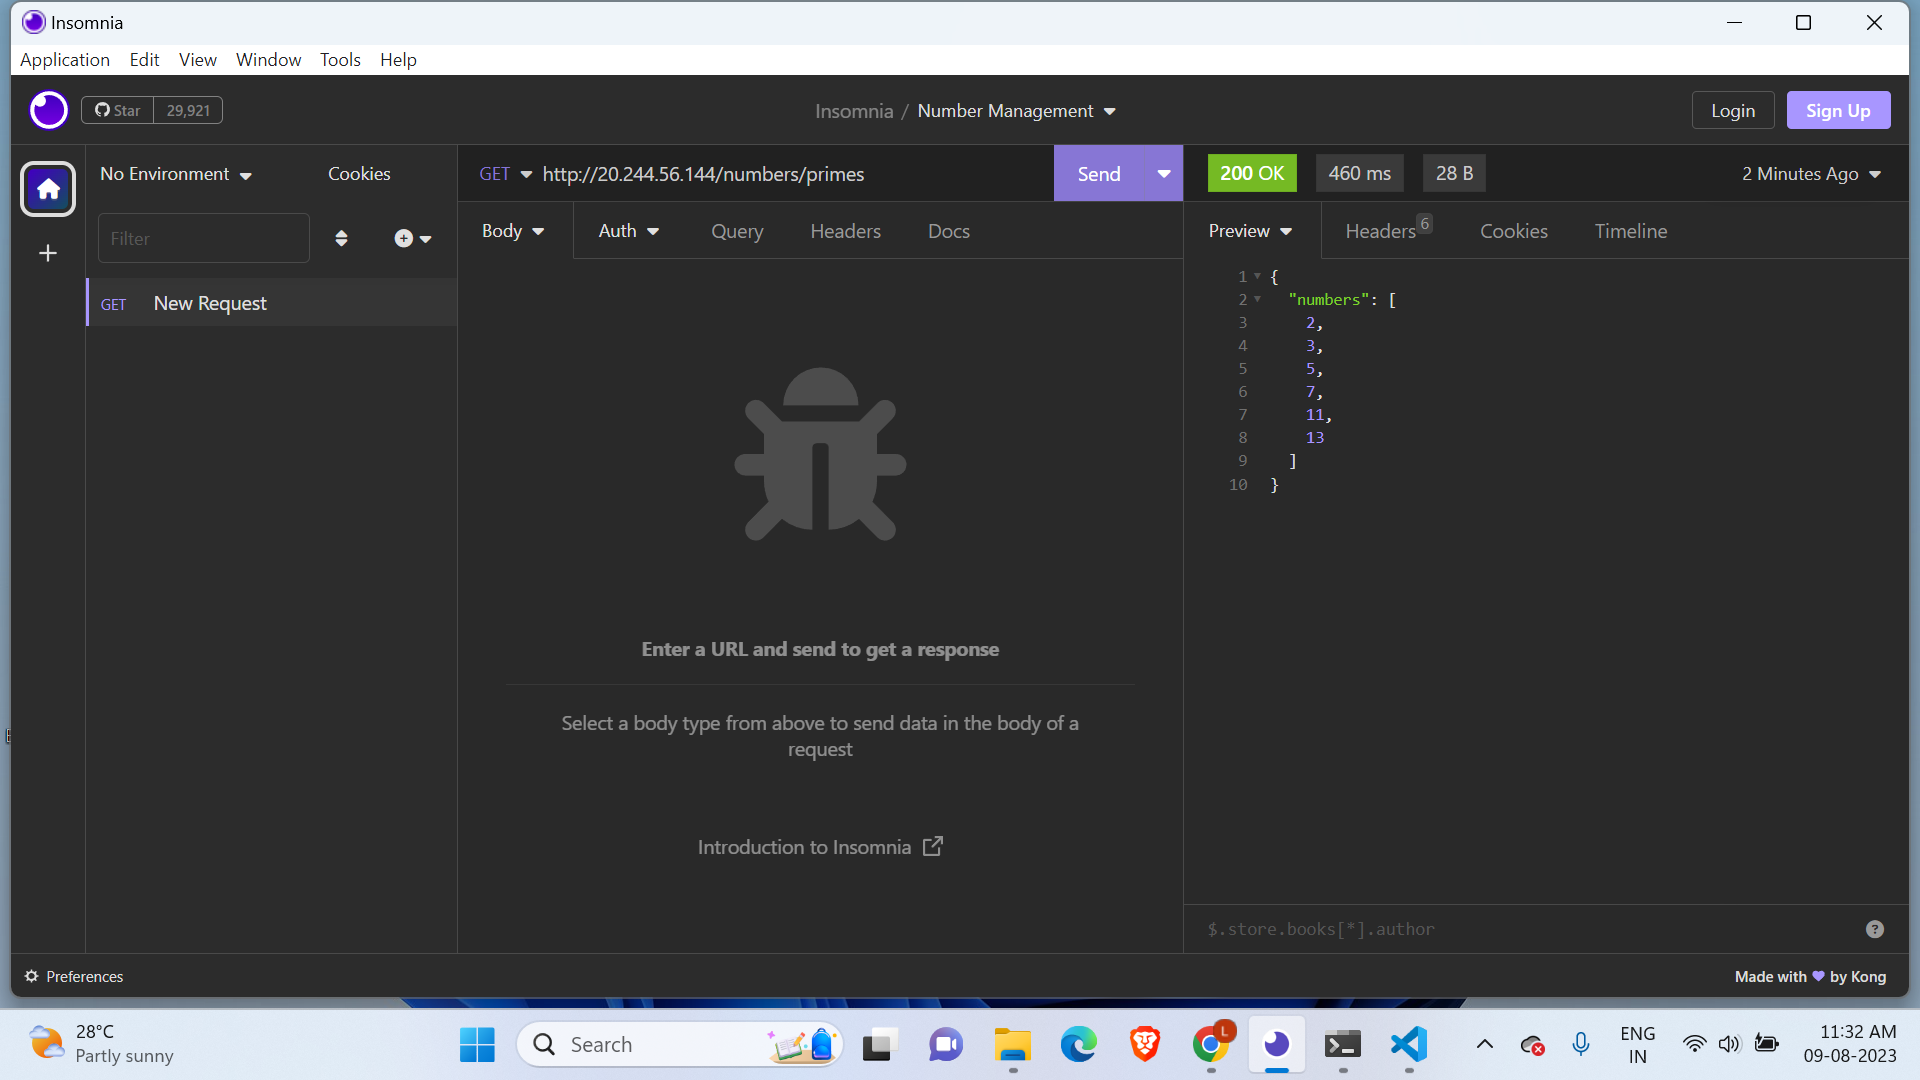 Insomnia
Application Edit View Window Tools Help
Star 29,921
Insomnia / Number Management
Login Sign Up
No Environment Cookies
GET http://20.244.56.144/numbers/primes Send
200 OK 460 ms 28 B 2 Minutes Ago
Filter
Body Auth Query Headers Docs
Preview Headers 6 Cookies Timeline
GET New Request
1 {
2 "numbers": [
3 2,
4 3,
5 5,
6 7,
7 11,
8 13
9 ]
10 }
Enter a URL and send to get a response
Select a body type from above to send data in the body of a
request
Introduction to Insomnia
$.store.books[*].author ?
Preferences
Made with by Kong
28°C
Partly sunny
Search
L
ENG
IN
11:32 AM
09-08-2023